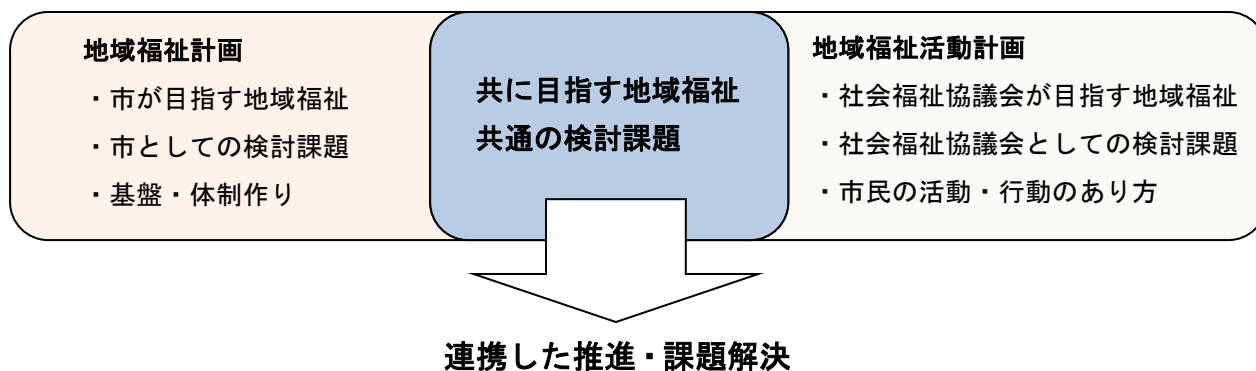 地域福祉計画
・市が目指す地域福祉
・市としての検討課題
・基盤・体制作り
共に目指す地域福祉
共通の検討課題
地域福祉活動計画
・社会福祉協議会が目指す地域福祉
・社会福祉協議会としての検討課題
・市民の活動・行動のあり方
連携した推進・課題解決